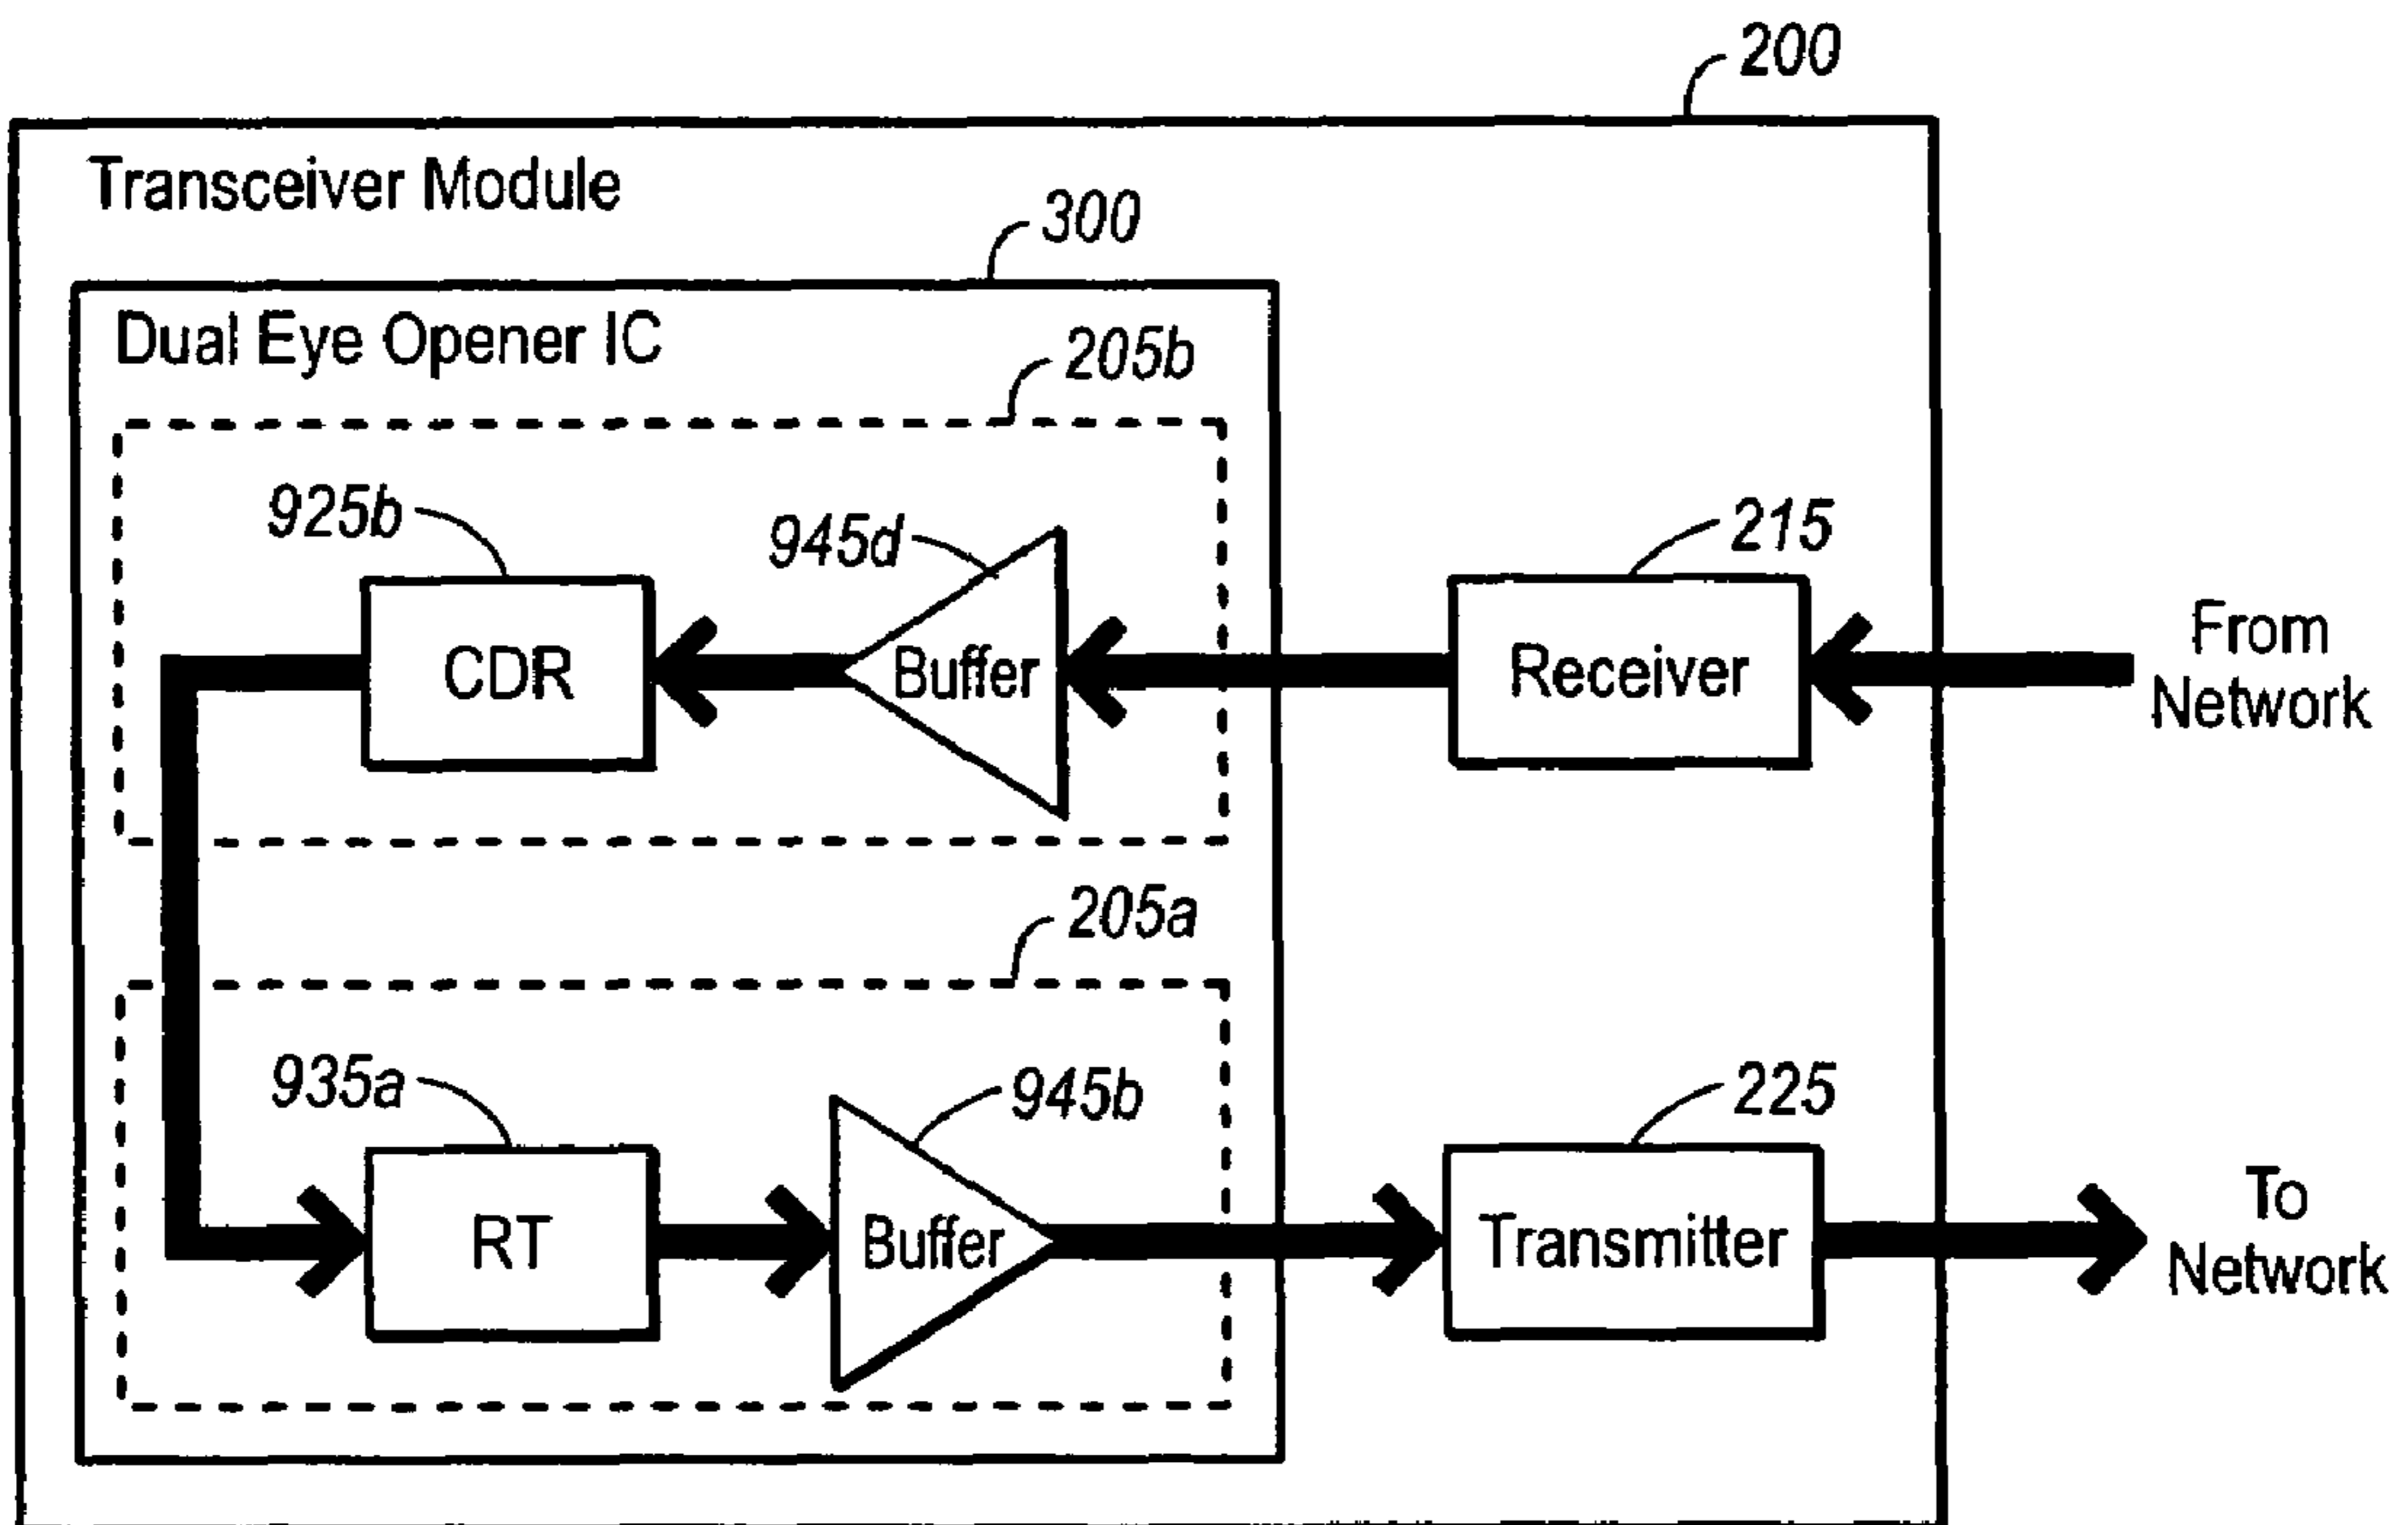 200
Transceiver Module
300
Dual Eye Opener IC
205b
925b
945d
215
CDR
Buffer
Receiver
From
Network
205a
935a
945b
225
RT
Buffer
Transmitter
To
Network